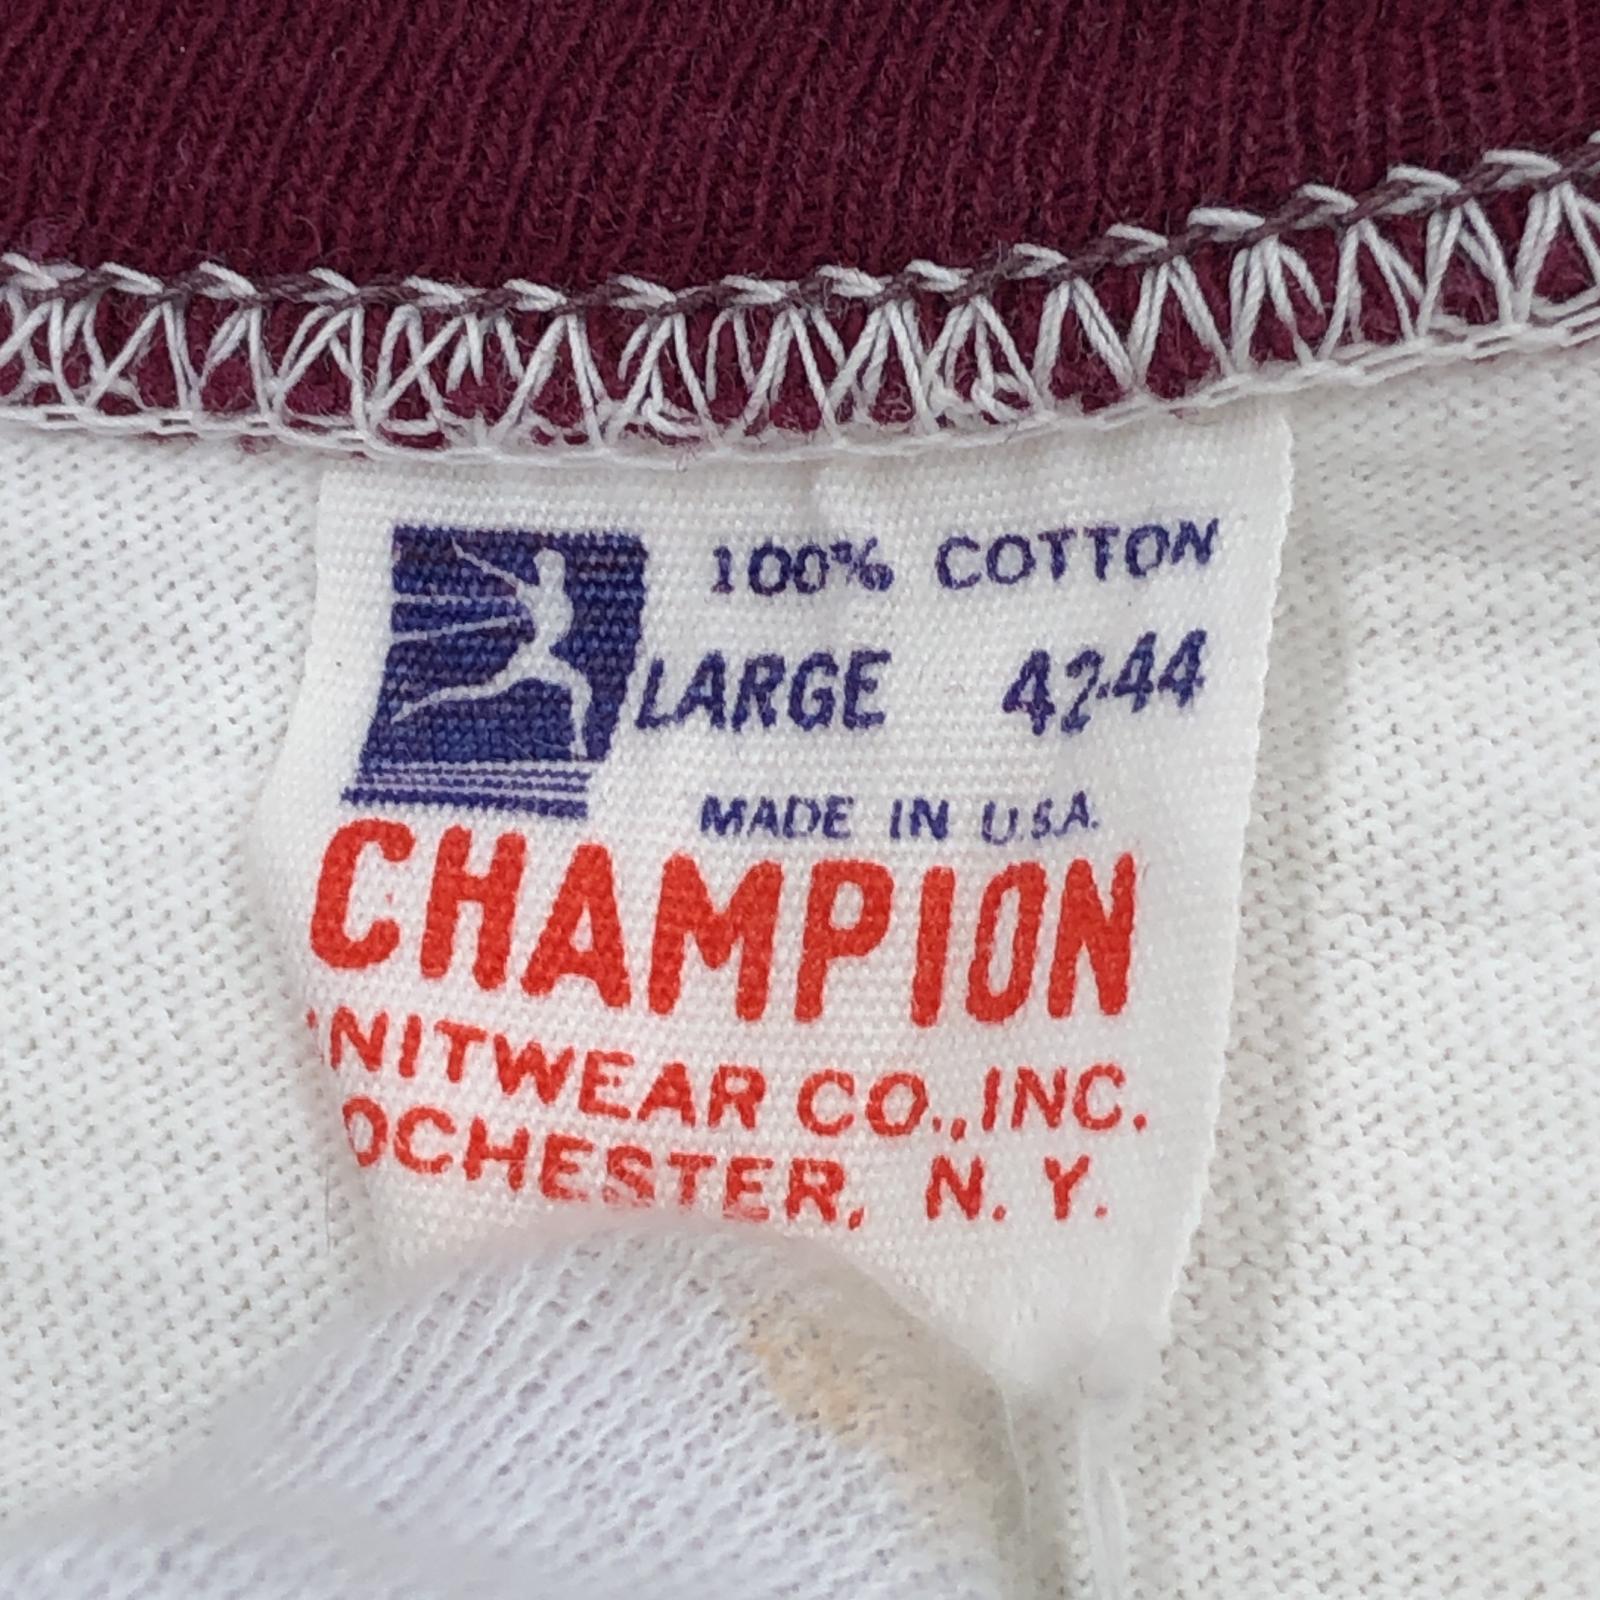 100% COTTON
LARGE 42-44
MADE IN U.S.A.
CHAMPION
NITWEAR CO., INC.
OCHESTER, N. Y.